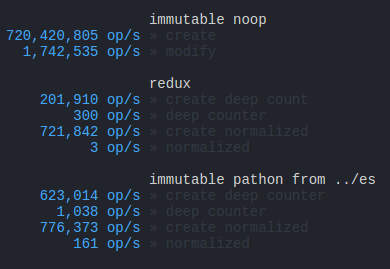 immutable noop
720,420,805 op/s » create
1,742,535 op/s » modify
redux
201,910 op/s » create deep count
300 op/s » deep counter
721,842 op/s » create normalized
3 op/s » normalized
immutable pathon from ../es
623,014 op/s » create deep counter
1,038 op/s » deep counter
776,373 op/s » create normalized
161 op/s » normalized